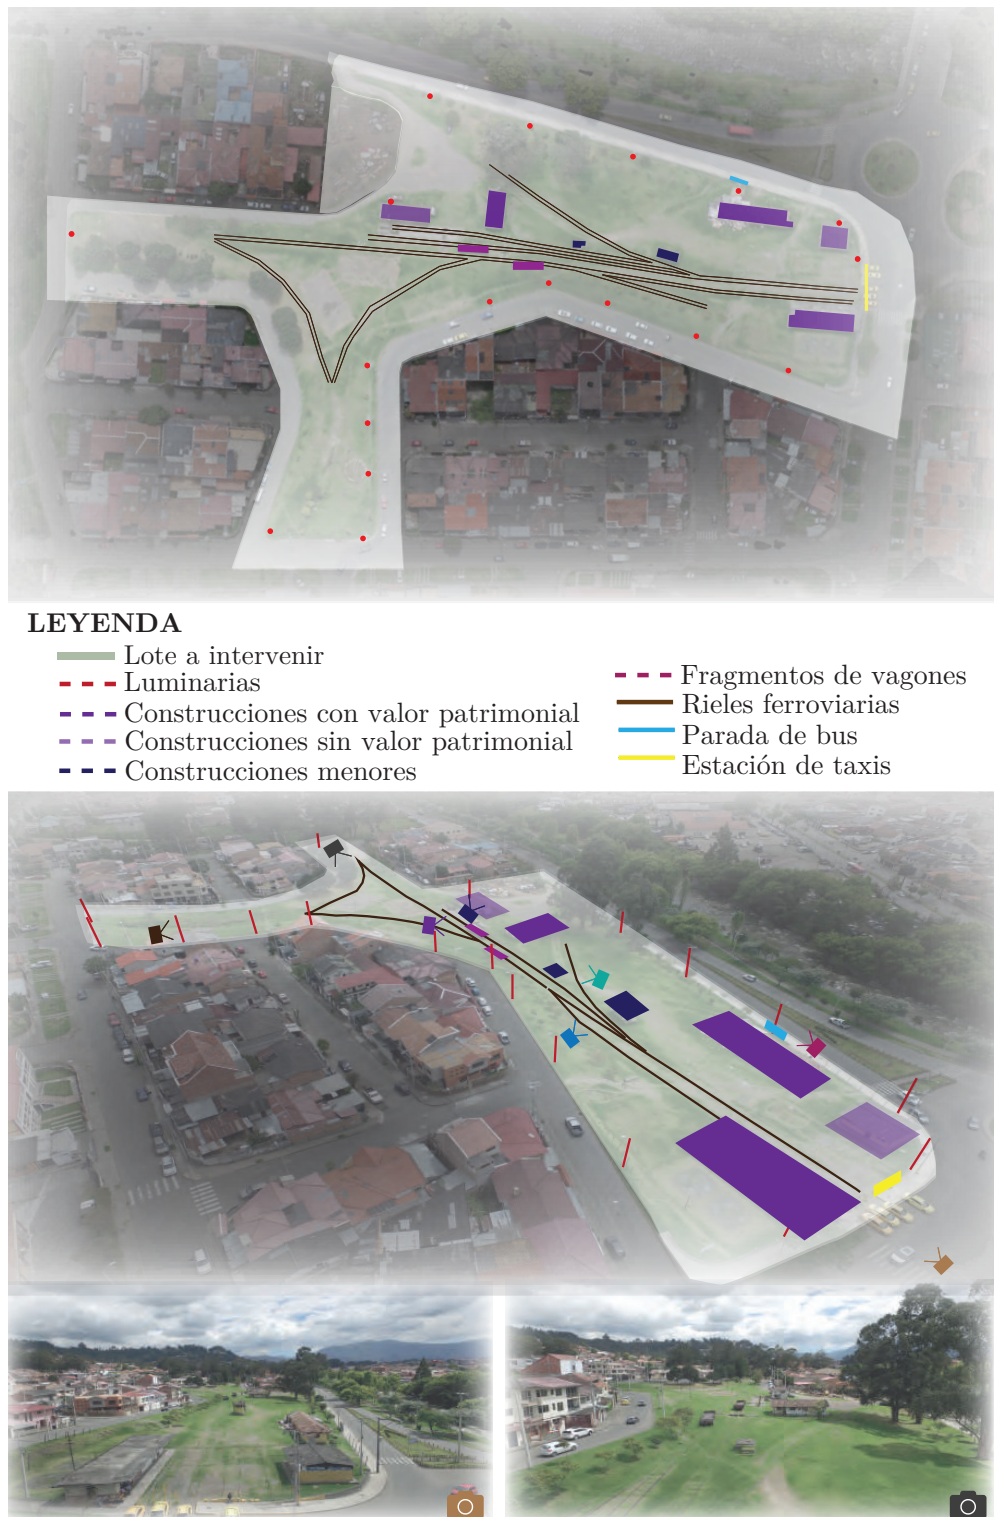 LEYENDA
Lote a intervenir
Luminarias
Construcciones con valor patrimonial
Construcciones sin valor patrimonial
Construcciones menores
Fragmentos de vagones
Rieles ferroviarias
Parada de bus
Estación de taxis